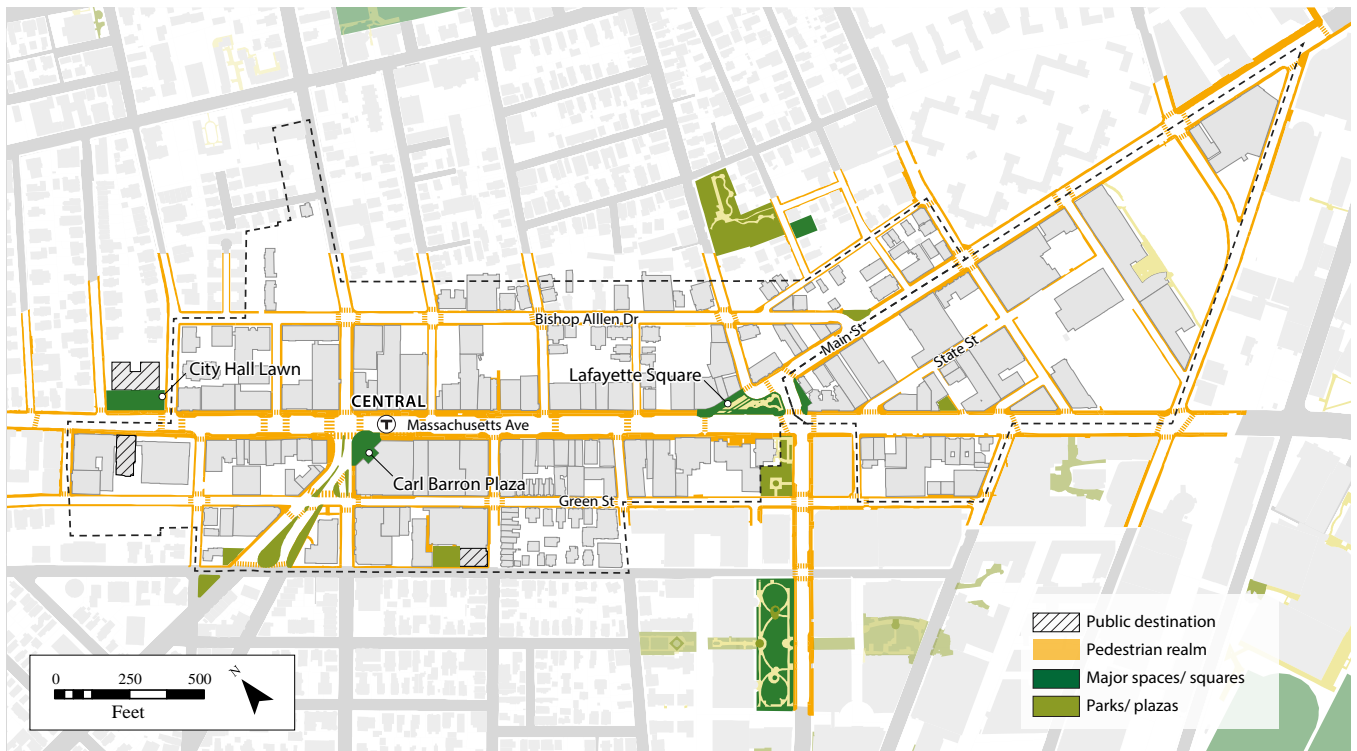 Bishop Alllen Dr
Main St
State St
City Hall Lawn
Lafayette Square
CENTRAL
T Massachusetts Ave
Carl Barron Plaza
Green St
Public destination
Pedestrian realm
Major spaces/ squares
Parks/ plazas
0 250 500
Feet
N